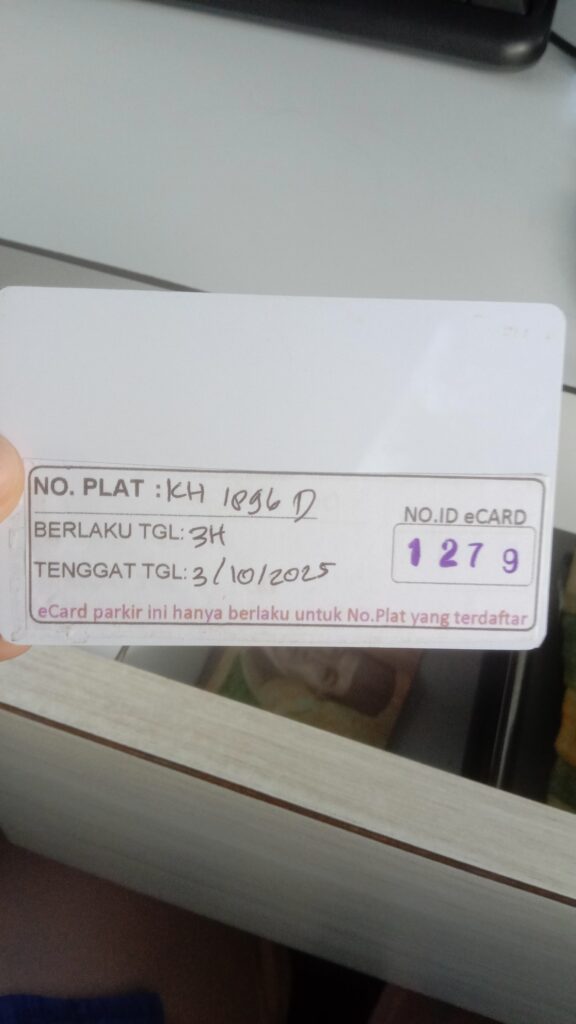 NO. PLAT : KH 1896 D
BERLAKU TGL: 3H
TENGGAT TGL: 3/10/2025
NO.ID eCARD
1279
eCard parkir ini hanya berlaku untuk No.Plat yang terdaftar